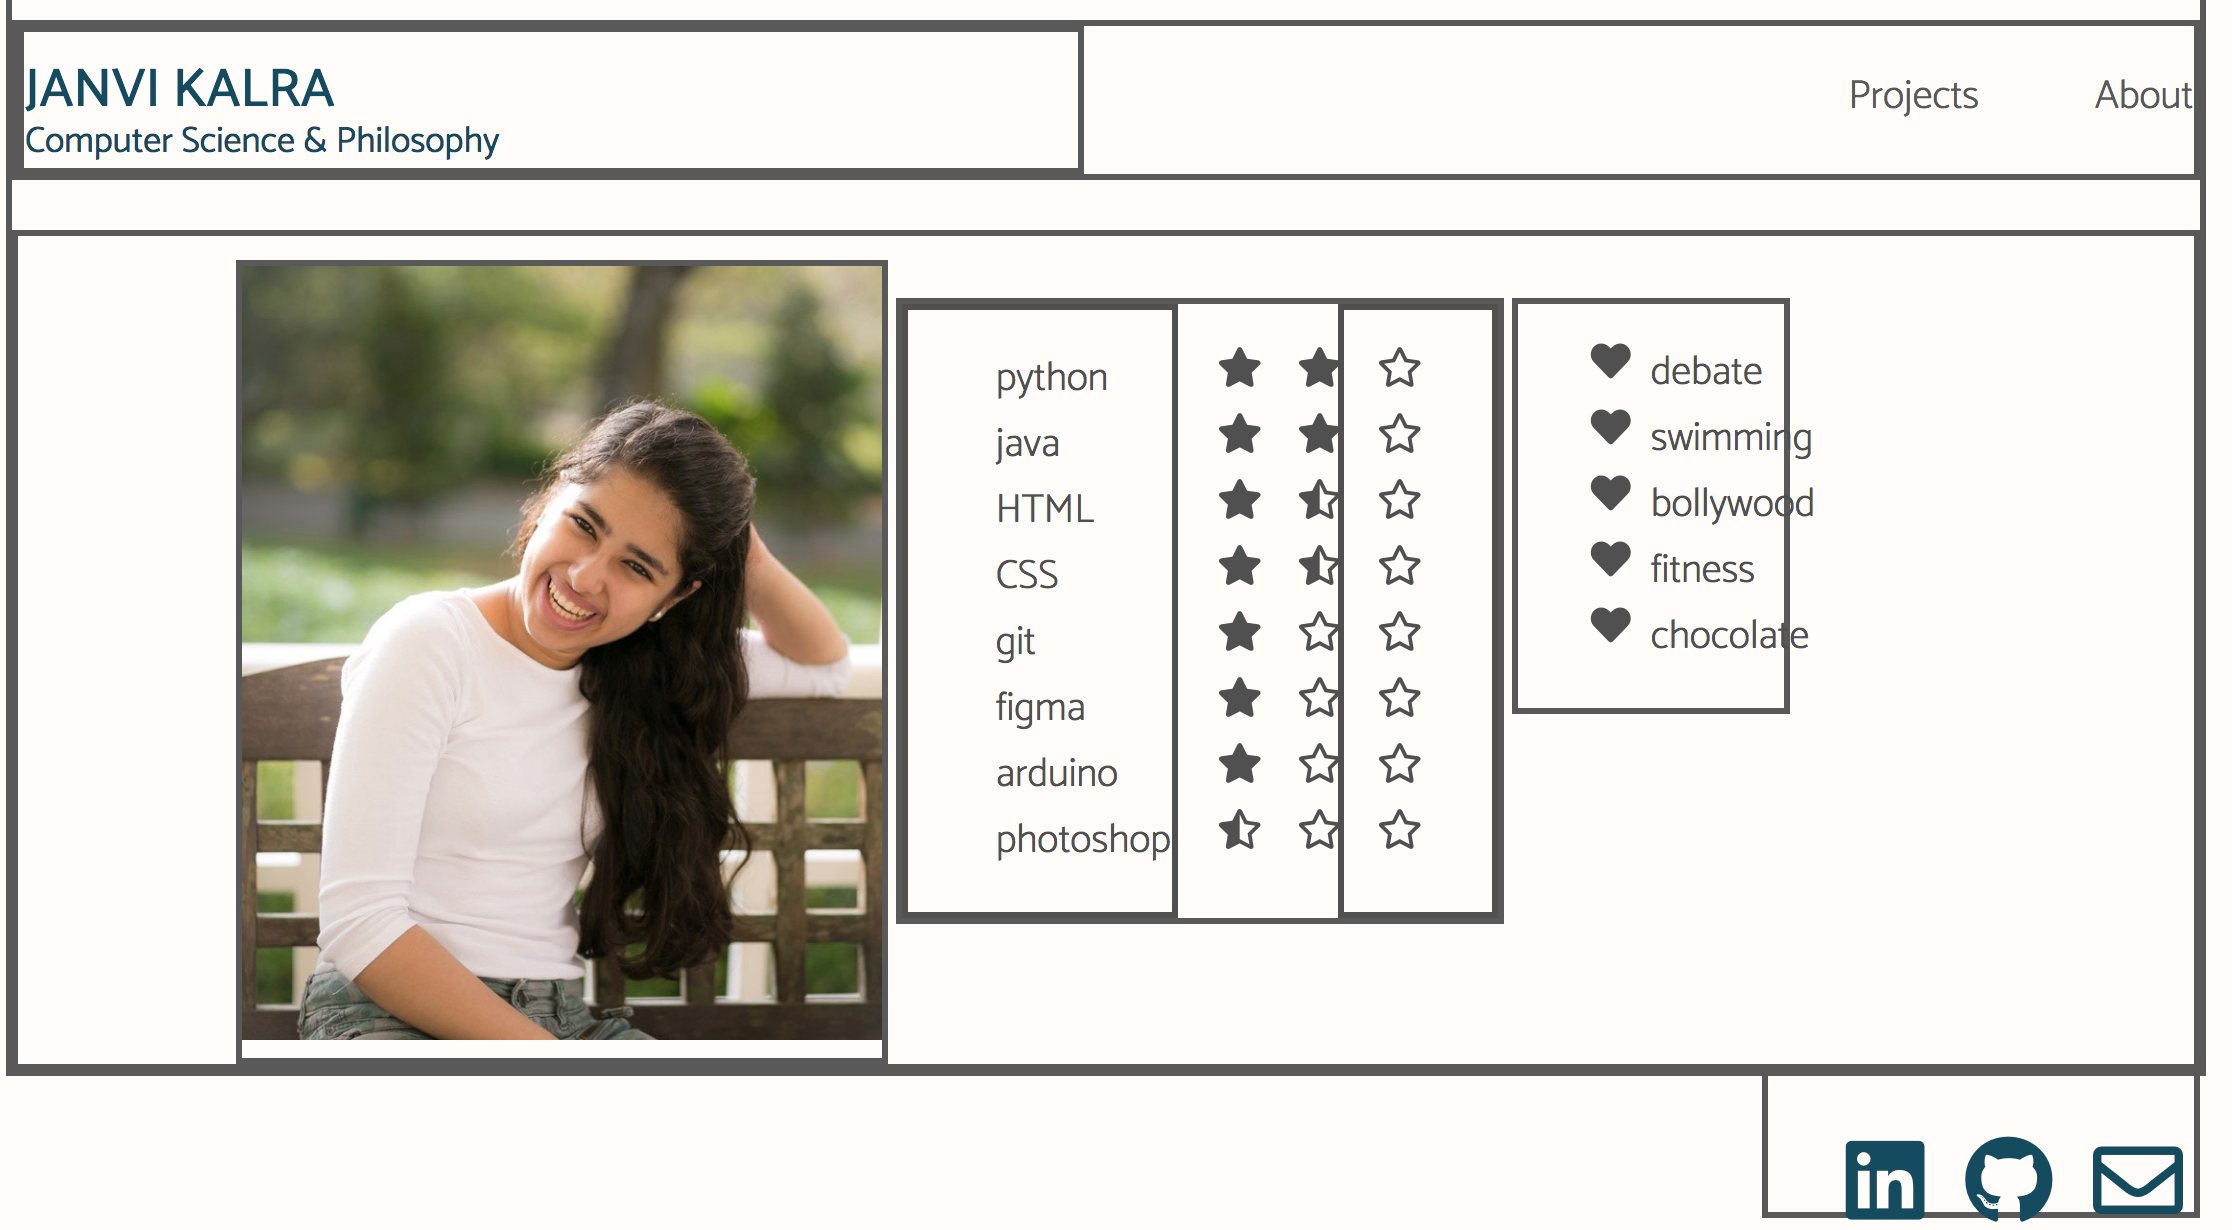 JANVI KALRA
Computer Science & Philosophy
Projects
About
python
java
HTML
CSS
git
figma
arduino
photoshop
debate
swimming
bollywood
fitness
chocolate
in